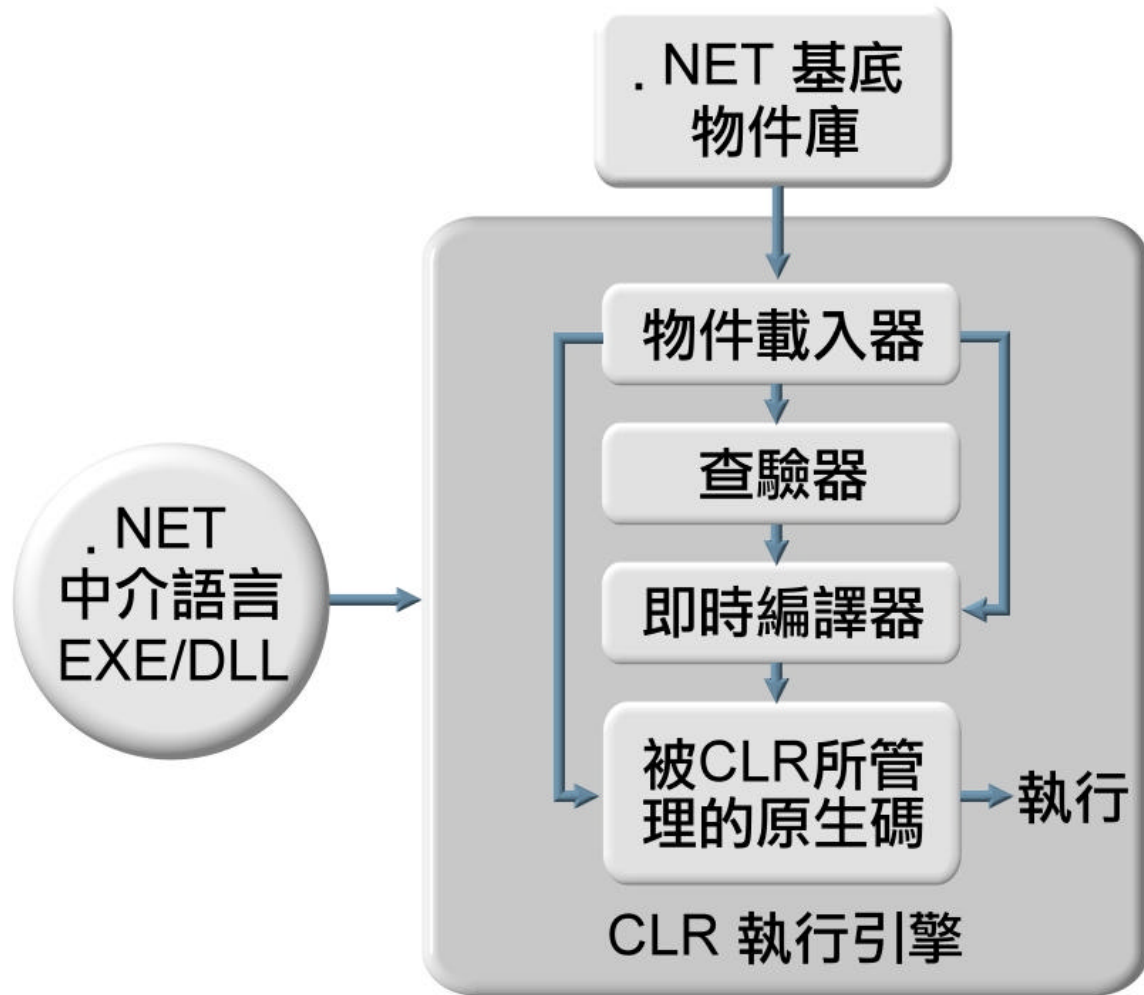 . NET 基底
物件庫
物件載入器
查驗器
. NET
中介語言
EXE/DLL
即時編譯器
被CLR所管
理的原生碼
執行
CLR 執行引擎